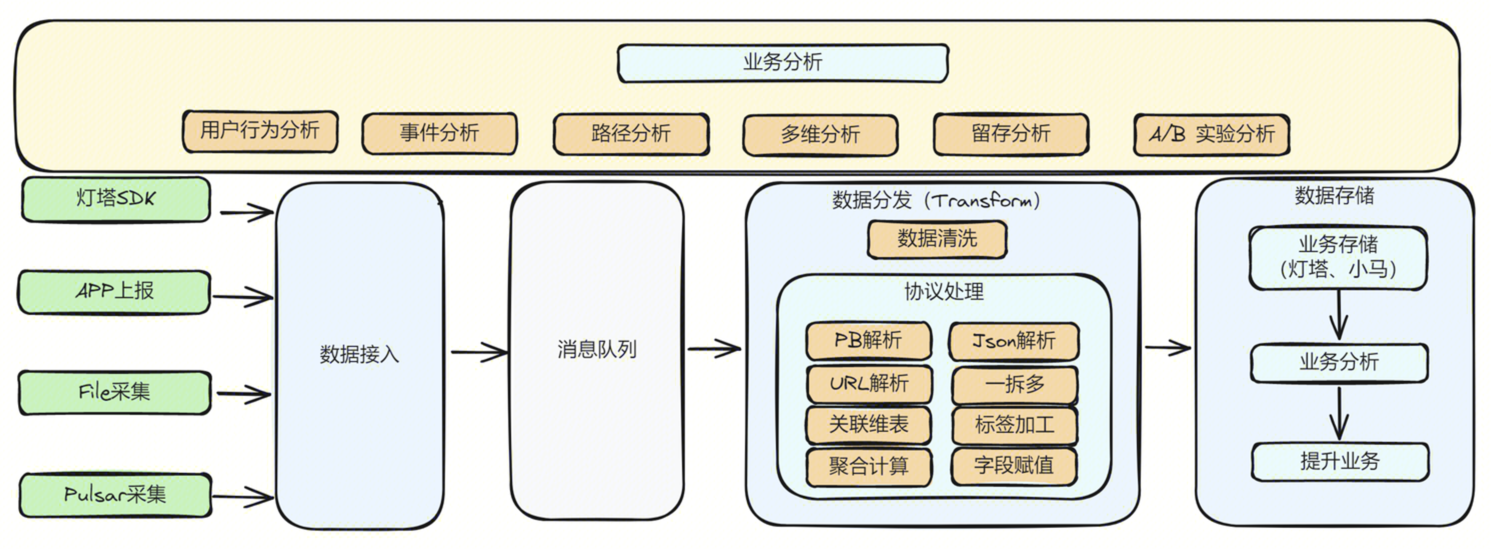 业务分析
用户行为分析
事件分析
路径分析
多维分析
留存分析
A/B 实验分析
灯塔SDK
APP上报
File采集
Pulsar采集
数据接入
消息队列
数据分发（Transform）
数据清洗
协议处理
PB解析
Json解析
URL解析
一拆多
关联维表
标签加工
聚合计算
字段赋值
数据存储
业务存储
（灯塔、小马）
业务分析
提升业务